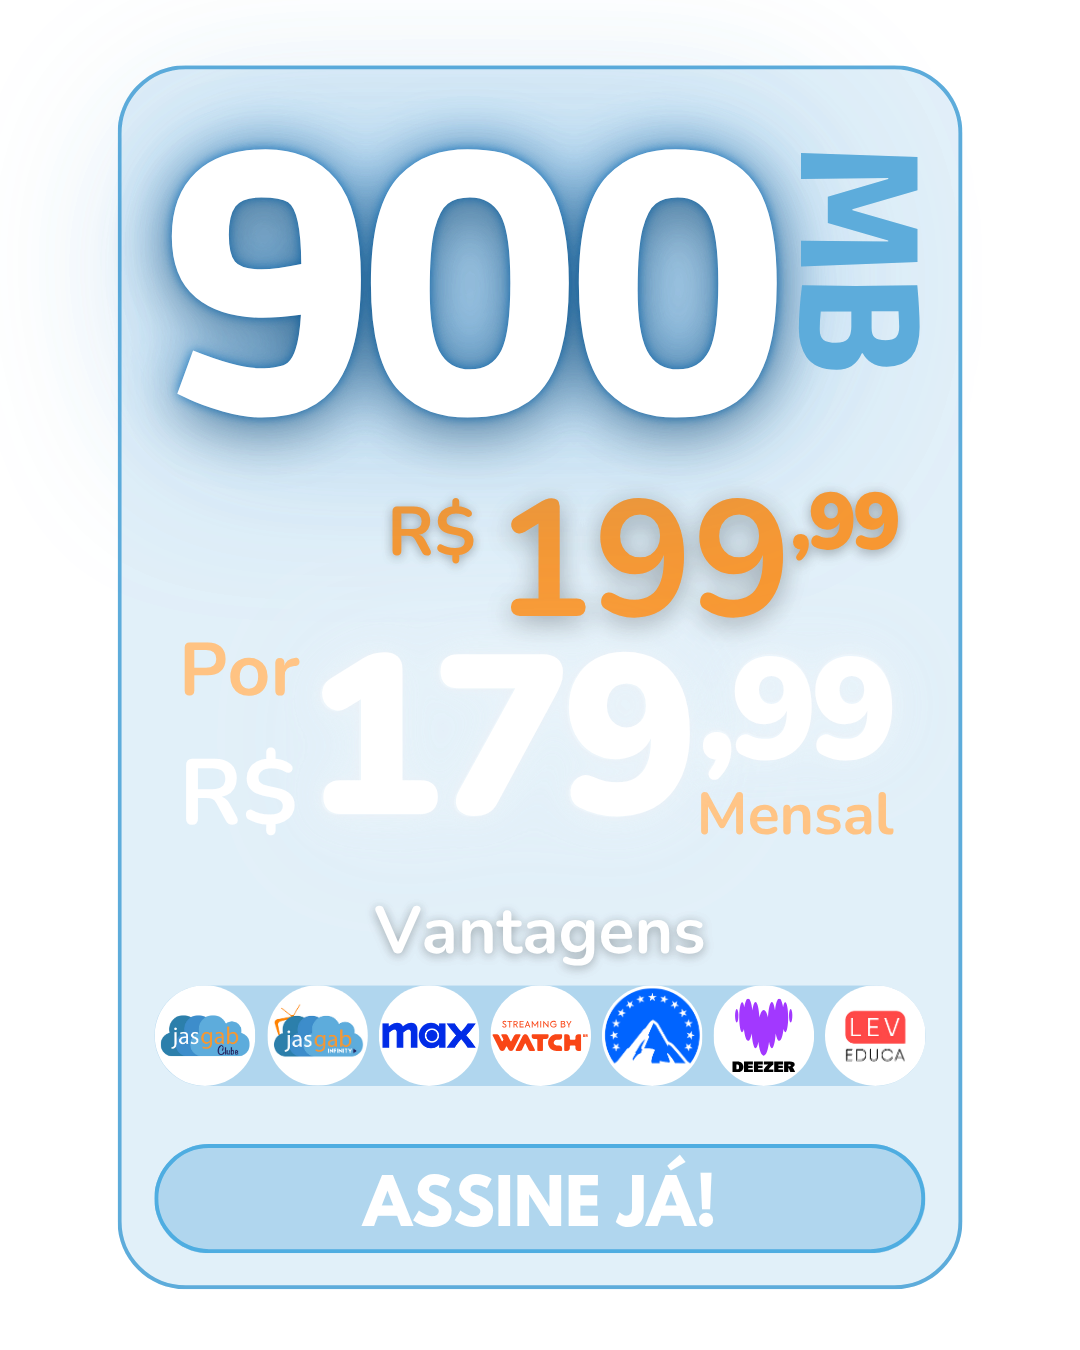 900 MB
R$ 199,99
Por
R$ 179,99
Mensal
Vantagens
jasgab Clube
jasgab INFINITY
max
STREAMING BY
WATCH
DEEZER
LEV
EDUCA
ASSINE JÁ!